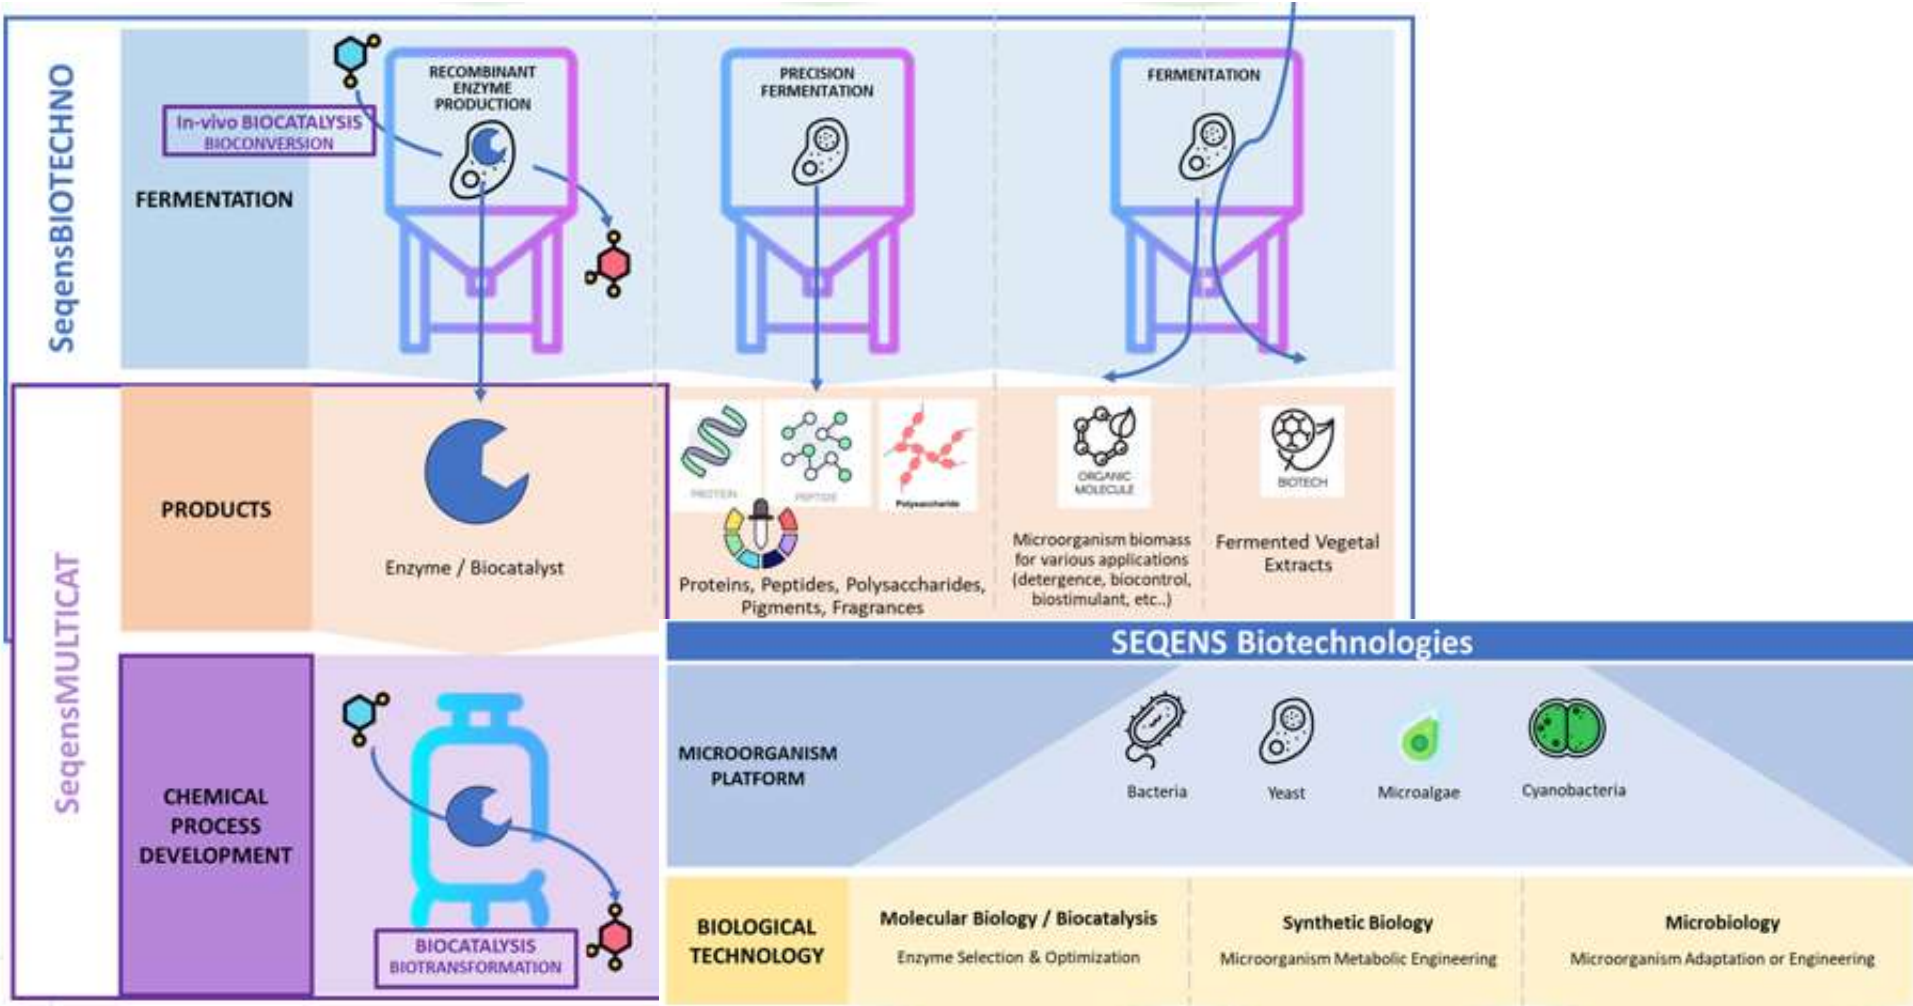 SeqensBIOTECHNO
FERMENTATION
In-vivo BIOCATALYSIS
BIOCONVERSION
RECOMBINANT
ENZYME
PRODUCTION
PRECISION
FERMENTATION
FERMENTATION
SeqensMULTICAT
PRODUCTS
Enzyme / Biocatalyst
PROTEIN
PEPTIDE
Polysaccharide
Proteins, Peptides, Polysaccharides,
Pigments, Fragrances
ORGANIC
MOLECULE
Microorganism biomass
for various applications
(detergence, biocontrol,
biostimulant, etc..)
BIOTECH
Fermented Vegetal
Extracts
CHEMICAL
PROCESS
DEVELOPMENT
BIOCATALYSIS
BIOTRANSFORMATION
SEQENS Biotechnologies
MICROORGANISM
PLATFORM
Bacteria
Yeast
Microalgae
Cyanobacteria
BIOLOGICAL
TECHNOLOGY
Molecular Biology / Biocatalysis
Enzyme Selection & Optimization
Synthetic Biology
Microorganism Metabolic Engineering
Microbiology
Microorganism Adaptation or Engineering